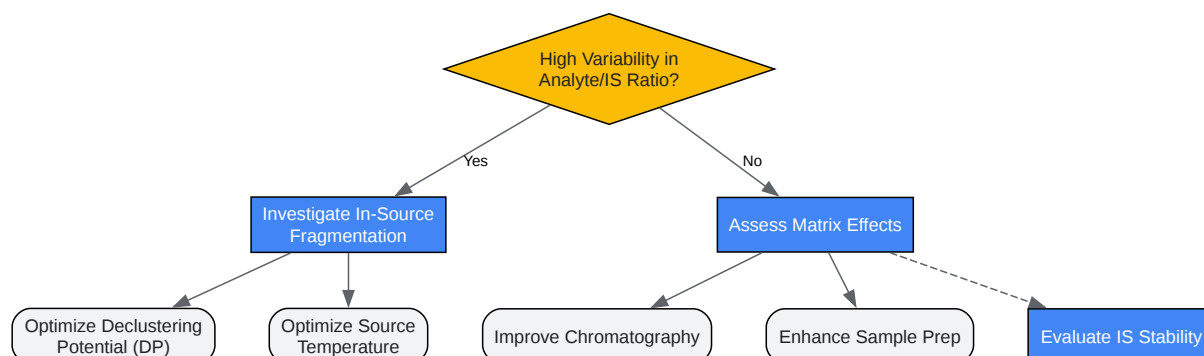 High Variability in
Analyte/IS Ratio?
Yes
No
Investigate In-Source
Fragmentation
Assess Matrix Effects
Optimize Declustering
Potential (DP)
Optimize Source
Temperature
Improve Chromatography
Enhance Sample Prep
Evaluate IS Stability